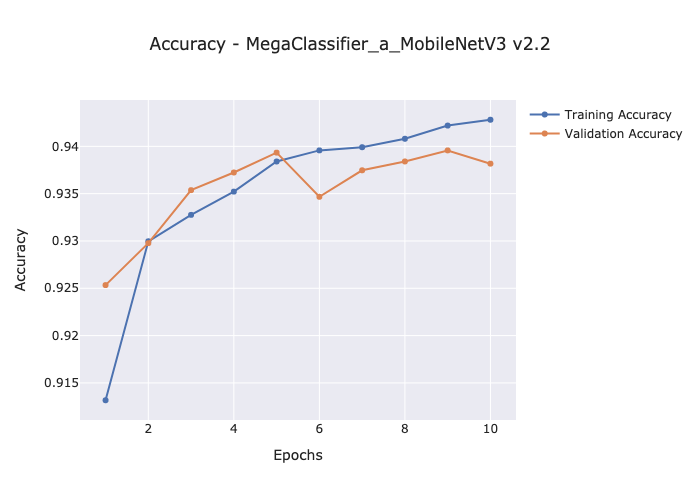 Accuracy - MegaClassifier_a_MobileNetV3 v2.2
Training Accuracy
Validation Accuracy
0.94
0.935
0.93
0.925
0.92
0.915
Accuracy
2 4 6 8 10
Epochs